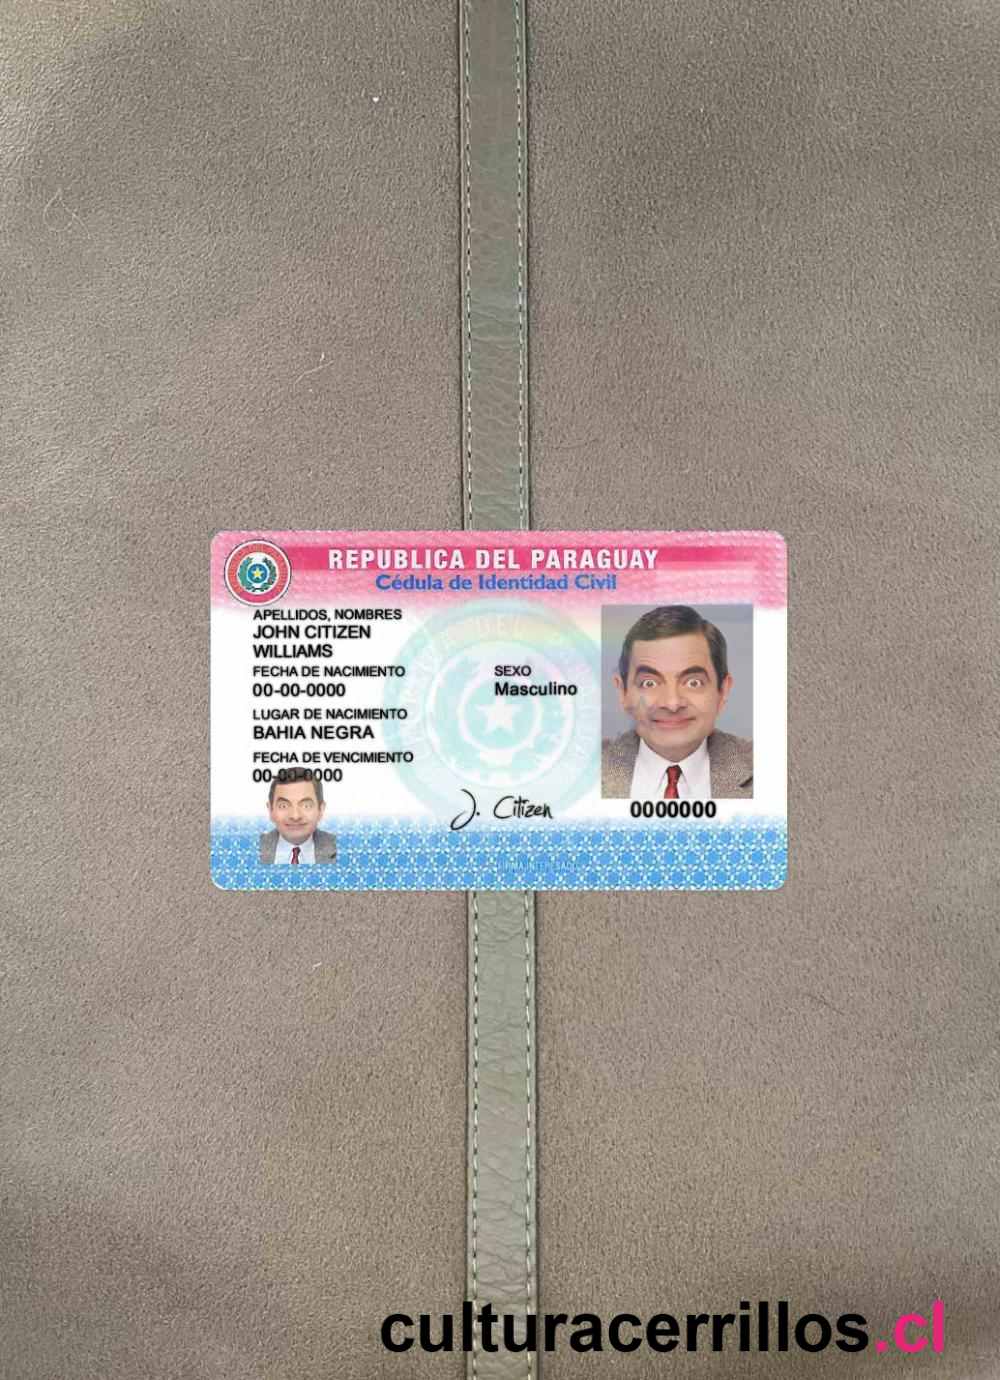 REPUBLICA DEL PARAGUAY
Cédula de Identidad Civil
APELLIDOS, NOMBRES
JOHN CITIZEN
WILLIAMS
FECHA DE NACIMIENTO
00-00-0000
SEXO
Masculino
LUGAR DE NACIMIENTO
BAHIA NEGRA
FECHA DE VENCIMIENTO
00-00-0000
J. Citizen
0000000
culturacerrillos.cl